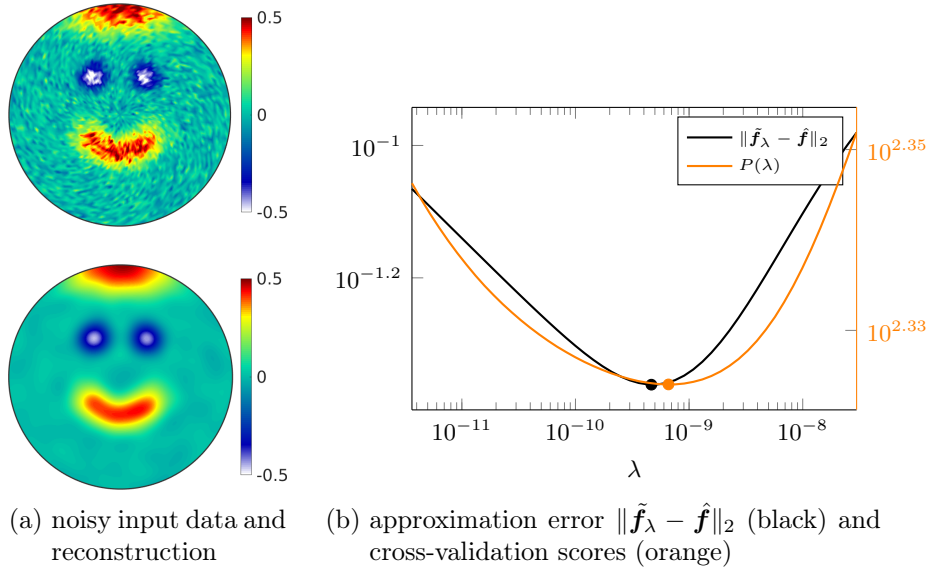 0.5
0
-0.5
0.5
0
-0.5
10⁻¹
10⁻¹·²
‖f̃_λ − f̂‖₂
P(λ)
10^2.35
10^2.33
10⁻¹¹
10⁻¹⁰
10⁻⁹
10⁻⁸
λ
(a) noisy input data and
reconstruction
(b) approximation error ‖f̃_λ − f̂‖₂ (black) and
cross-validation scores (orange)